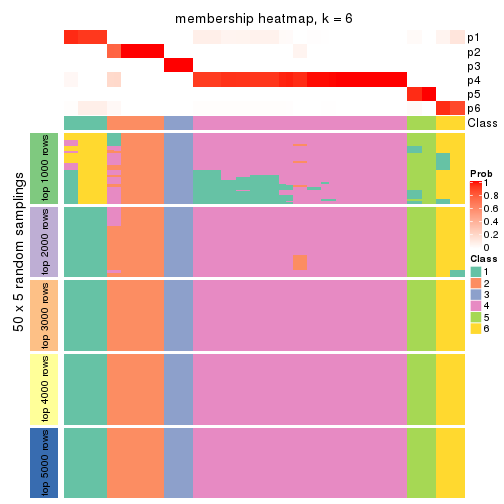 membership heatmap, k = 6
p1
p2
p3
p4
p5
p6
Class
50 x 5 random samplings
top 1000 rows
top 2000 rows
top 3000 rows
top 4000 rows
top 5000 rows
Prob
1
0.8
0.6
0.4
0.2
0
Class
1
2
3
4
5
6